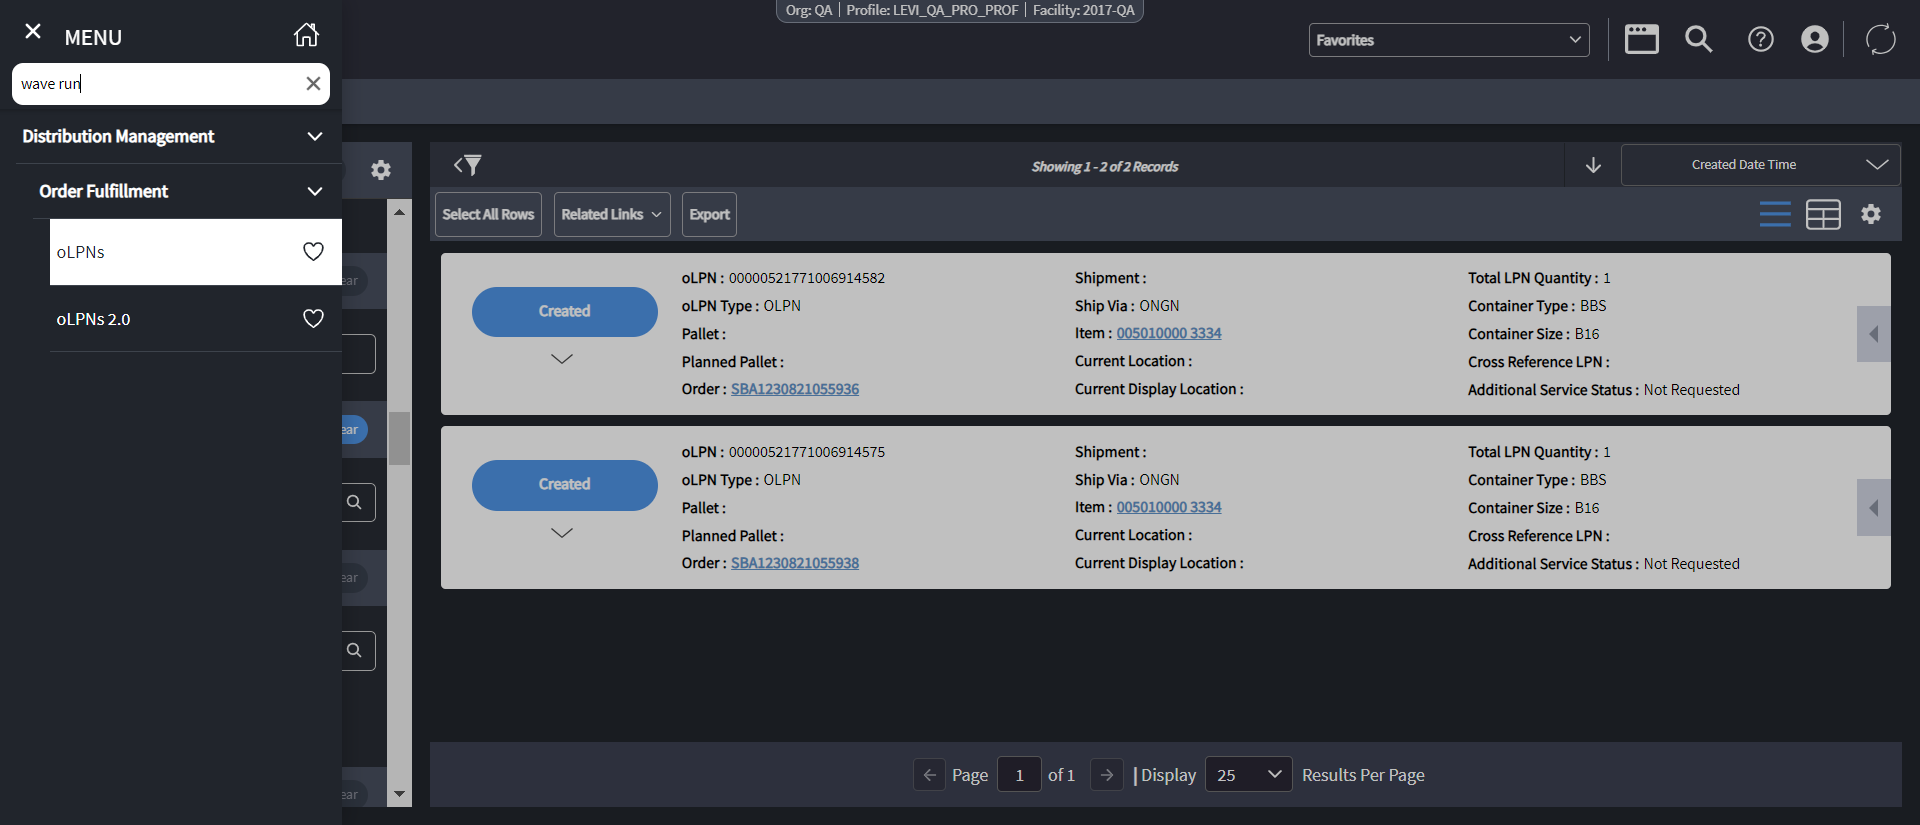 Org: QA | Profile: LEVI_QA_PRO_PROF | Facility: 2017-QA
MENU
Favorites
wave run
Distribution Management
Order Fulfillment
oLPNs
oLPNs 2.0
ear
ear
ear
ear
Showing 1 - 2 of 2 Records
Created Date Time
Select All Rows
Related Links
Export
Created
oLPN : 00000521771006914582
oLPN Type : OLPN
Pallet :
Planned Pallet :
Order : SBA1230821055936
Shipment :
Ship Via : ONGN
Item : 005010000 3334
Current Location :
Current Display Location :
Total LPN Quantity : 1
Container Type : BBS
Container Size : B16
Cross Reference LPN :
Additional Service Status : Not Requested
Created
oLPN : 00000521771006914575
oLPN Type : OLPN
Pallet :
Planned Pallet :
Order : SBA1230821055938
Shipment :
Ship Via : ONGN
Item : 005010000 3334
Current Location :
Current Display Location :
Total LPN Quantity : 1
Container Type : BBS
Container Size : B16
Cross Reference LPN :
Additional Service Status : Not Requested
Page 1 of 1 | Display 25 Results Per Page